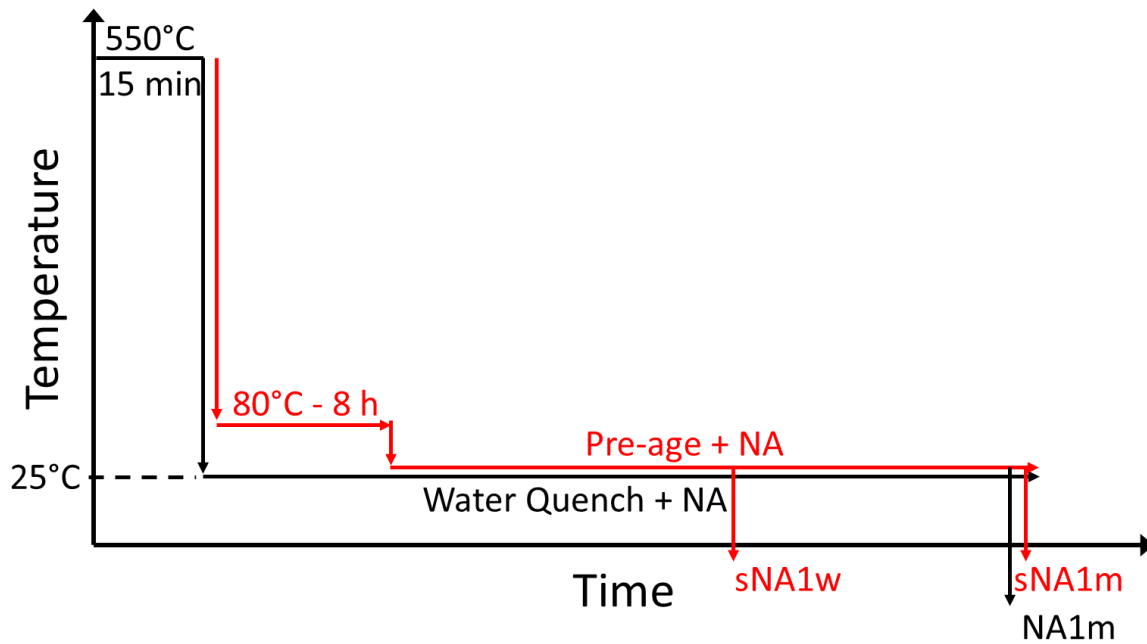 550°C
15 min
Temperature
80°C - 8 h
Pre-age + NA
25°C
Water Quench + NA
sNA1w
sNA1m
Time
NA1m